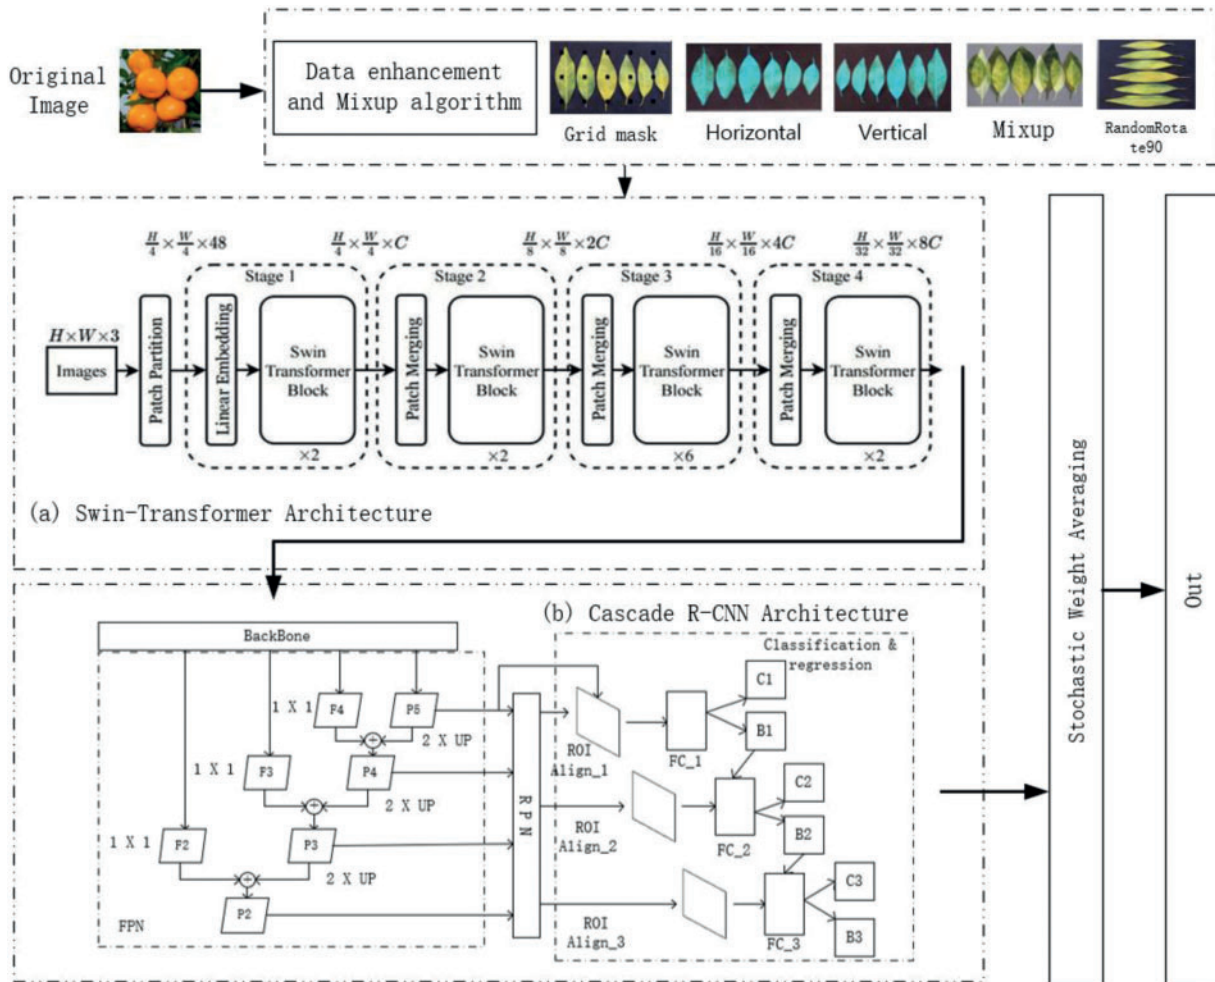 Original
Image
Data enhancement
and Mixup algorithm
Grid mask
Horizontal
Vertical
Mixup
RandomRota
te90
H/4 × W/4 × 48
H/4 × W/4 × C
H/8 × W/8 × 2C
H/16 × W/16 × 4C
H/32 × W/32 × 8C
Stage 1
Stage 2
Stage 3
Stage 4
H×W×3
Images
Patch Partition
Linear Embedding
Swin
Transformer
Block
×2
Patch Merging
Swin
Transformer
Block
×2
Patch Merging
Swin
Transformer
Block
×6
Patch Merging
Swin
Transformer
Block
×2
(a) Swin-Transformer Architecture
(b) Cascade R-CNN Architecture
BackBone
Classification &
regression
1 X 1
F4
P5
2 X UP
1 X 1
F3
P4
2 X UP
1 X 1
F2
P3
2 X UP
P2
FPN
RPN
ROI
Align_1
FC_1
C1
B1
ROI
Align_2
FC_2
C2
B2
ROI
Align_3
FC_3
C3
B3
Stochastic Weight Averaging
Out